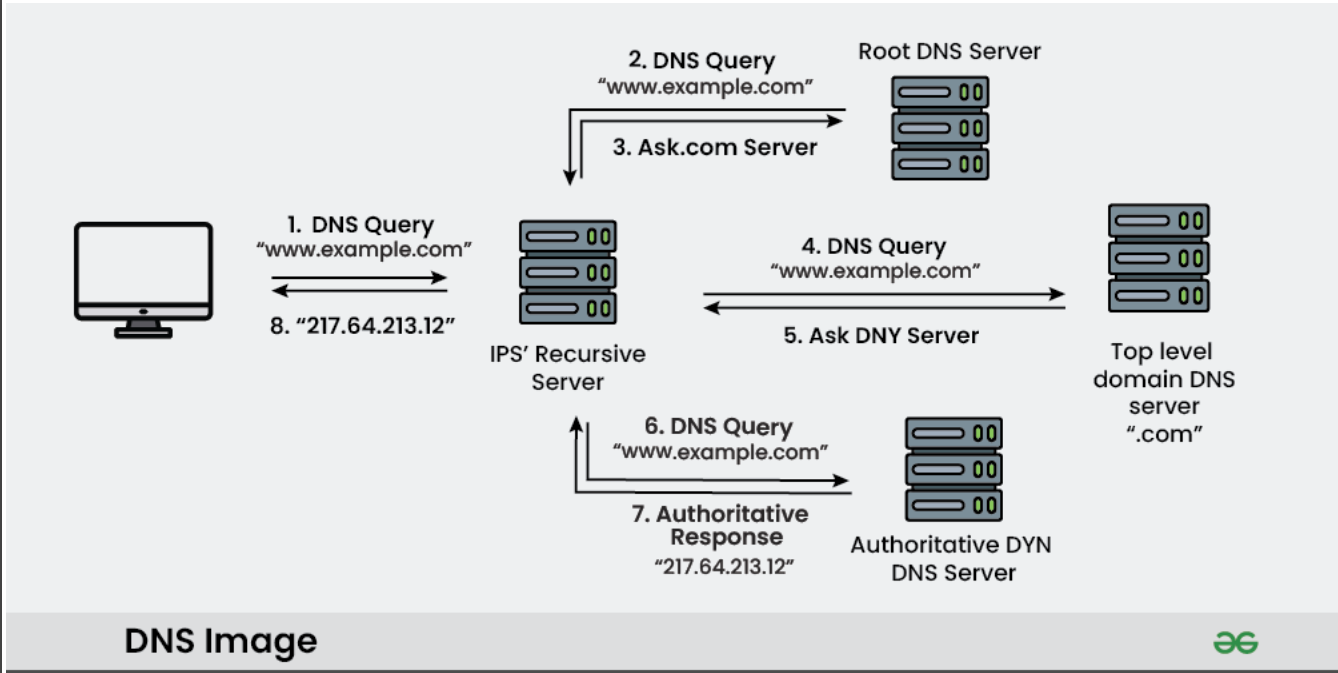 2. DNS Query
“www.example.com”
Root DNS Server
3. Ask.com Server
1. DNS Query
“www.example.com”
8. “217.64.213.12”
IPS’ Recursive
Server
4. DNS Query
“www.example.com”
5. Ask DNY Server
Top level
domain DNS
server
“.com”
6. DNS Query
“www.example.com”
7. Authoritative
Response
“217.64.213.12”
Authoritative DYN
DNS Server
DNS Image